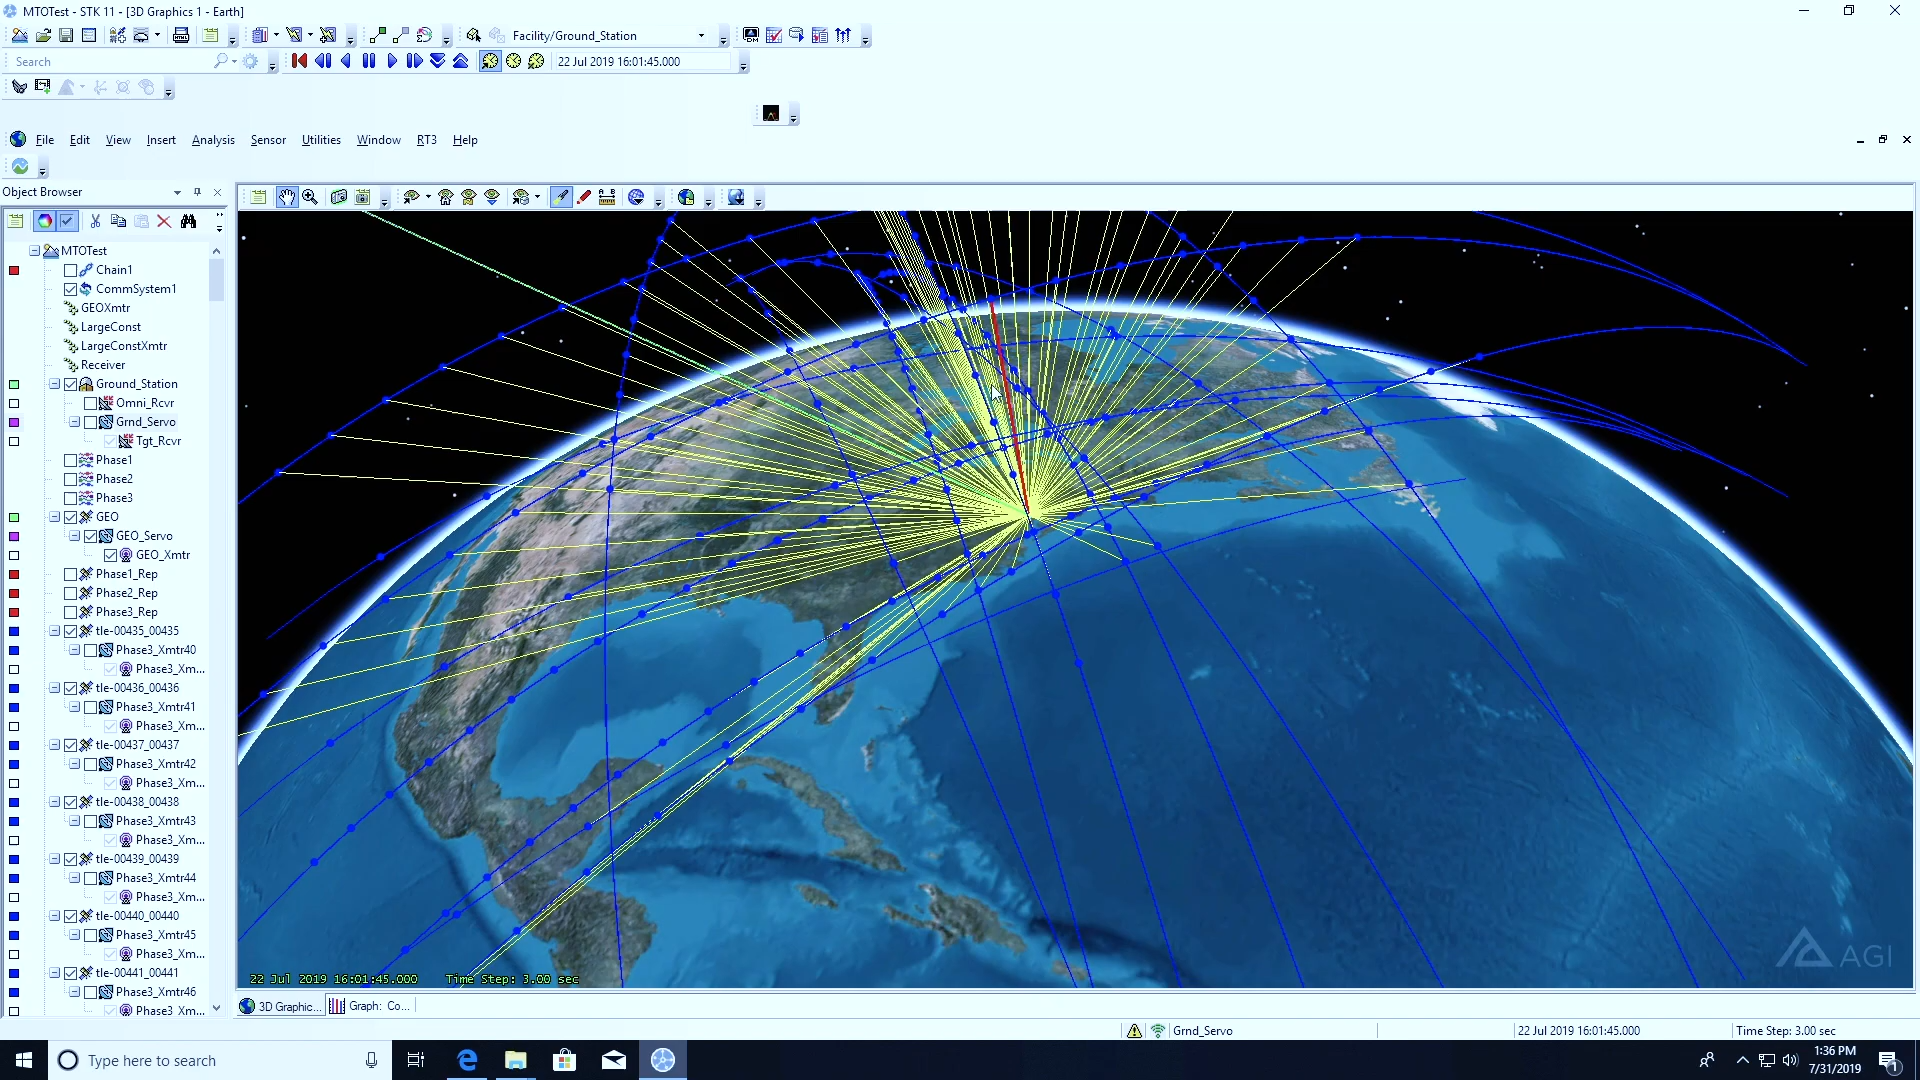 MTOTest - STK 11 - [3D Graphics 1 - Earth]
Facility/Ground_Station
Search
22 Jul 2019 16:01:45.000
File Edit View Insert Analysis Sensor Utilities Window RT3 Help
Object Browser
MTOTest
Chain1
CommSystem1
GEOXmtr
LargeConst
LargeConstXmtr
Receiver
Ground_Station
Omni_Rcvr
Grnd_Servo
Tgt_Rcvr
Phase1
Phase2
Phase3
GEO
GEO_Servo
GEO_Xmtr
Phase1_Rep
Phase2_Rep
Phase3_Rep
tle-00435_00435
Phase3_Xmtr40
Phase3_Xm...
tle-00436_00436
Phase3_Xmtr41
Phase3_Xm...
tle-00437_00437
Phase3_Xmtr42
Phase3_Xm...
tle-00438_00438
Phase3_Xmtr43
Phase3_Xm...
tle-00439_00439
Phase3_Xmtr44
Phase3_Xm...
tle-00440_00440
Phase3_Xmtr45
Phase3_Xm...
tle-00441_00441
Phase3_Xmtr46
Phase3_Xm...
AGI
22 Jul 2019 16:01:45.000 Time Step: 3.00 sec
3D Graphic... Graph: Co...
Grnd_Servo 22 Jul 2019 16:01:45.000 Time Step: 3.00 sec
Type here to search
1:36 PM
7/31/2019
1